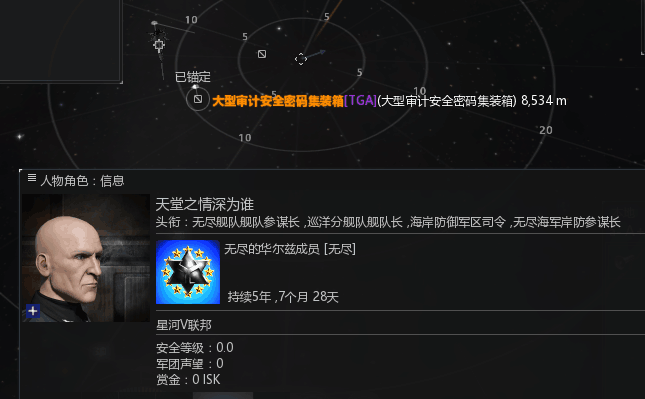 10
5
5
已锚定
5
大型审计安全密码集装箱[TGA](大型审计安全密码集装箱) 8,534 m
10
20
人物角色：信息
天堂之情深为谁
头衔：无尽舰队舰队参谋长 ,巡洋分舰队舰队长 ,海岸防御军区司令 ,无尽海军岸防参谋长
无尽的华尔兹成员 [无尽]
持续5年 ,7个月 28天
星河V联邦
安全等级：0.0
军团声望：0
赏金：0 ISK